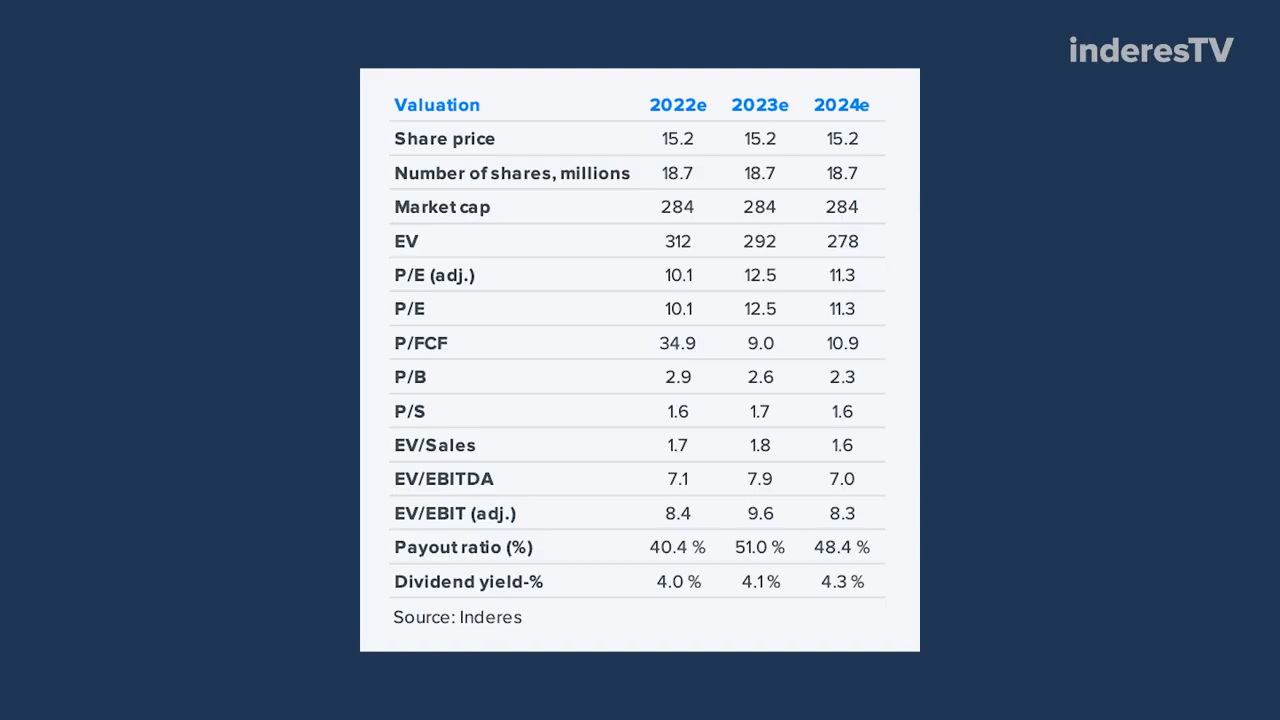 inderesTV
Valuation 2022e 2023e 2024e
Share price 15.2 15.2 15.2
Number of shares, millions 18.7 18.7 18.7
Market cap 284 284 284
EV 312 292 278
P/E (adj.) 10.1 12.5 11.3
P/E 10.1 12.5 11.3
P/FCF 34.9 9.0 10.9
P/B 2.9 2.6 2.3
P/S 1.6 1.7 1.6
EV/Sales 1.7 1.8 1.6
EV/EBITDA 7.1 7.9 7.0
EV/EBIT (adj.) 8.4 9.6 8.3
Payout ratio (%) 40.4 % 51.0 % 48.4 %
Dividend yield-% 4.0 % 4.1 % 4.3 %
Source: Inderes